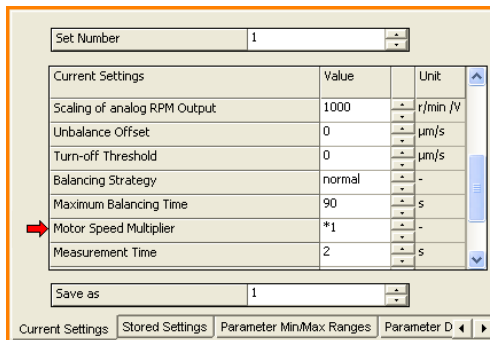 Set Number 1
Current Settings Value Unit
Scaling of analog RPM Output 1000 r/min /V
Unbalance Offset 0 µm/s
Turn-off Threshold 0 µm/s
Balancing Strategy normal -
Maximum Balancing Time 90 s
Motor Speed Multiplier *1 -
Measurement Time 2 s
Save as 1
Current Settings Stored Settings Parameter Min/Max Ranges Parameter D